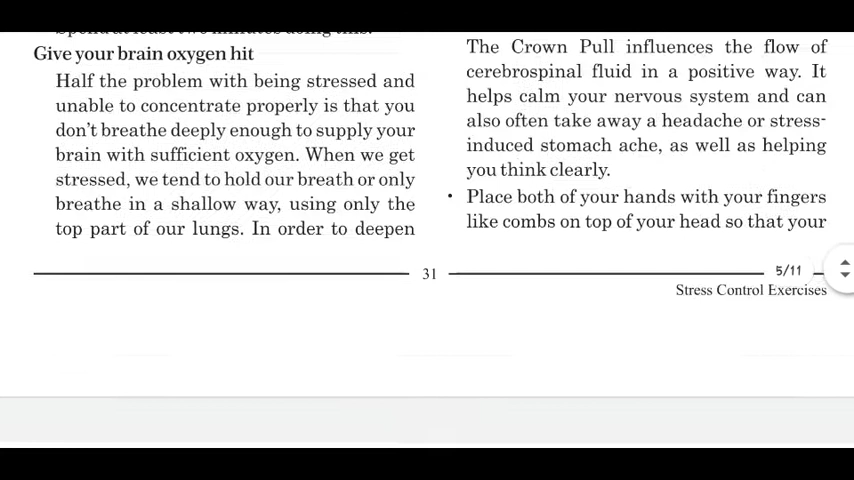 Give your brain oxygen hit
Half the problem with being stressed and
unable to concentrate properly is that you
don't breathe deeply enough to supply your
brain with sufficient oxygen. When we get
stressed, we tend to hold our breath or only
breathe in a shallow way, using only the
top part of our lungs. In order to deepen
The Crown Pull influences the flow of
cerebrospinal fluid in a positive way. It
helps calm your nervous system and can
also often take away a headache or stress-
induced stomach ache, as well as helping
you think clearly.
• Place both of your hands with your fingers
like combs on top of your head so that your
31
5/11
Stress Control Exercises